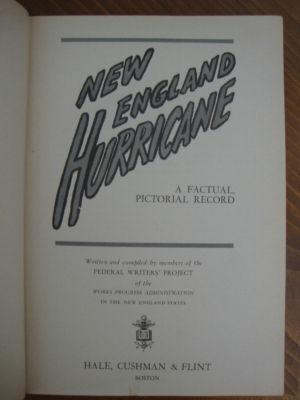 NEW
ENGLAND
HURRICANE
A FACTUAL,
PICTORIAL RECORD
Written and compiled by members of the
FEDERAL WRITERS' PROJECT
of the
WORKS PROGRESS ADMINISTRATION
IN THE NEW ENGLAND STATES
HALE, CUSHMAN & FLINT
BOSTON